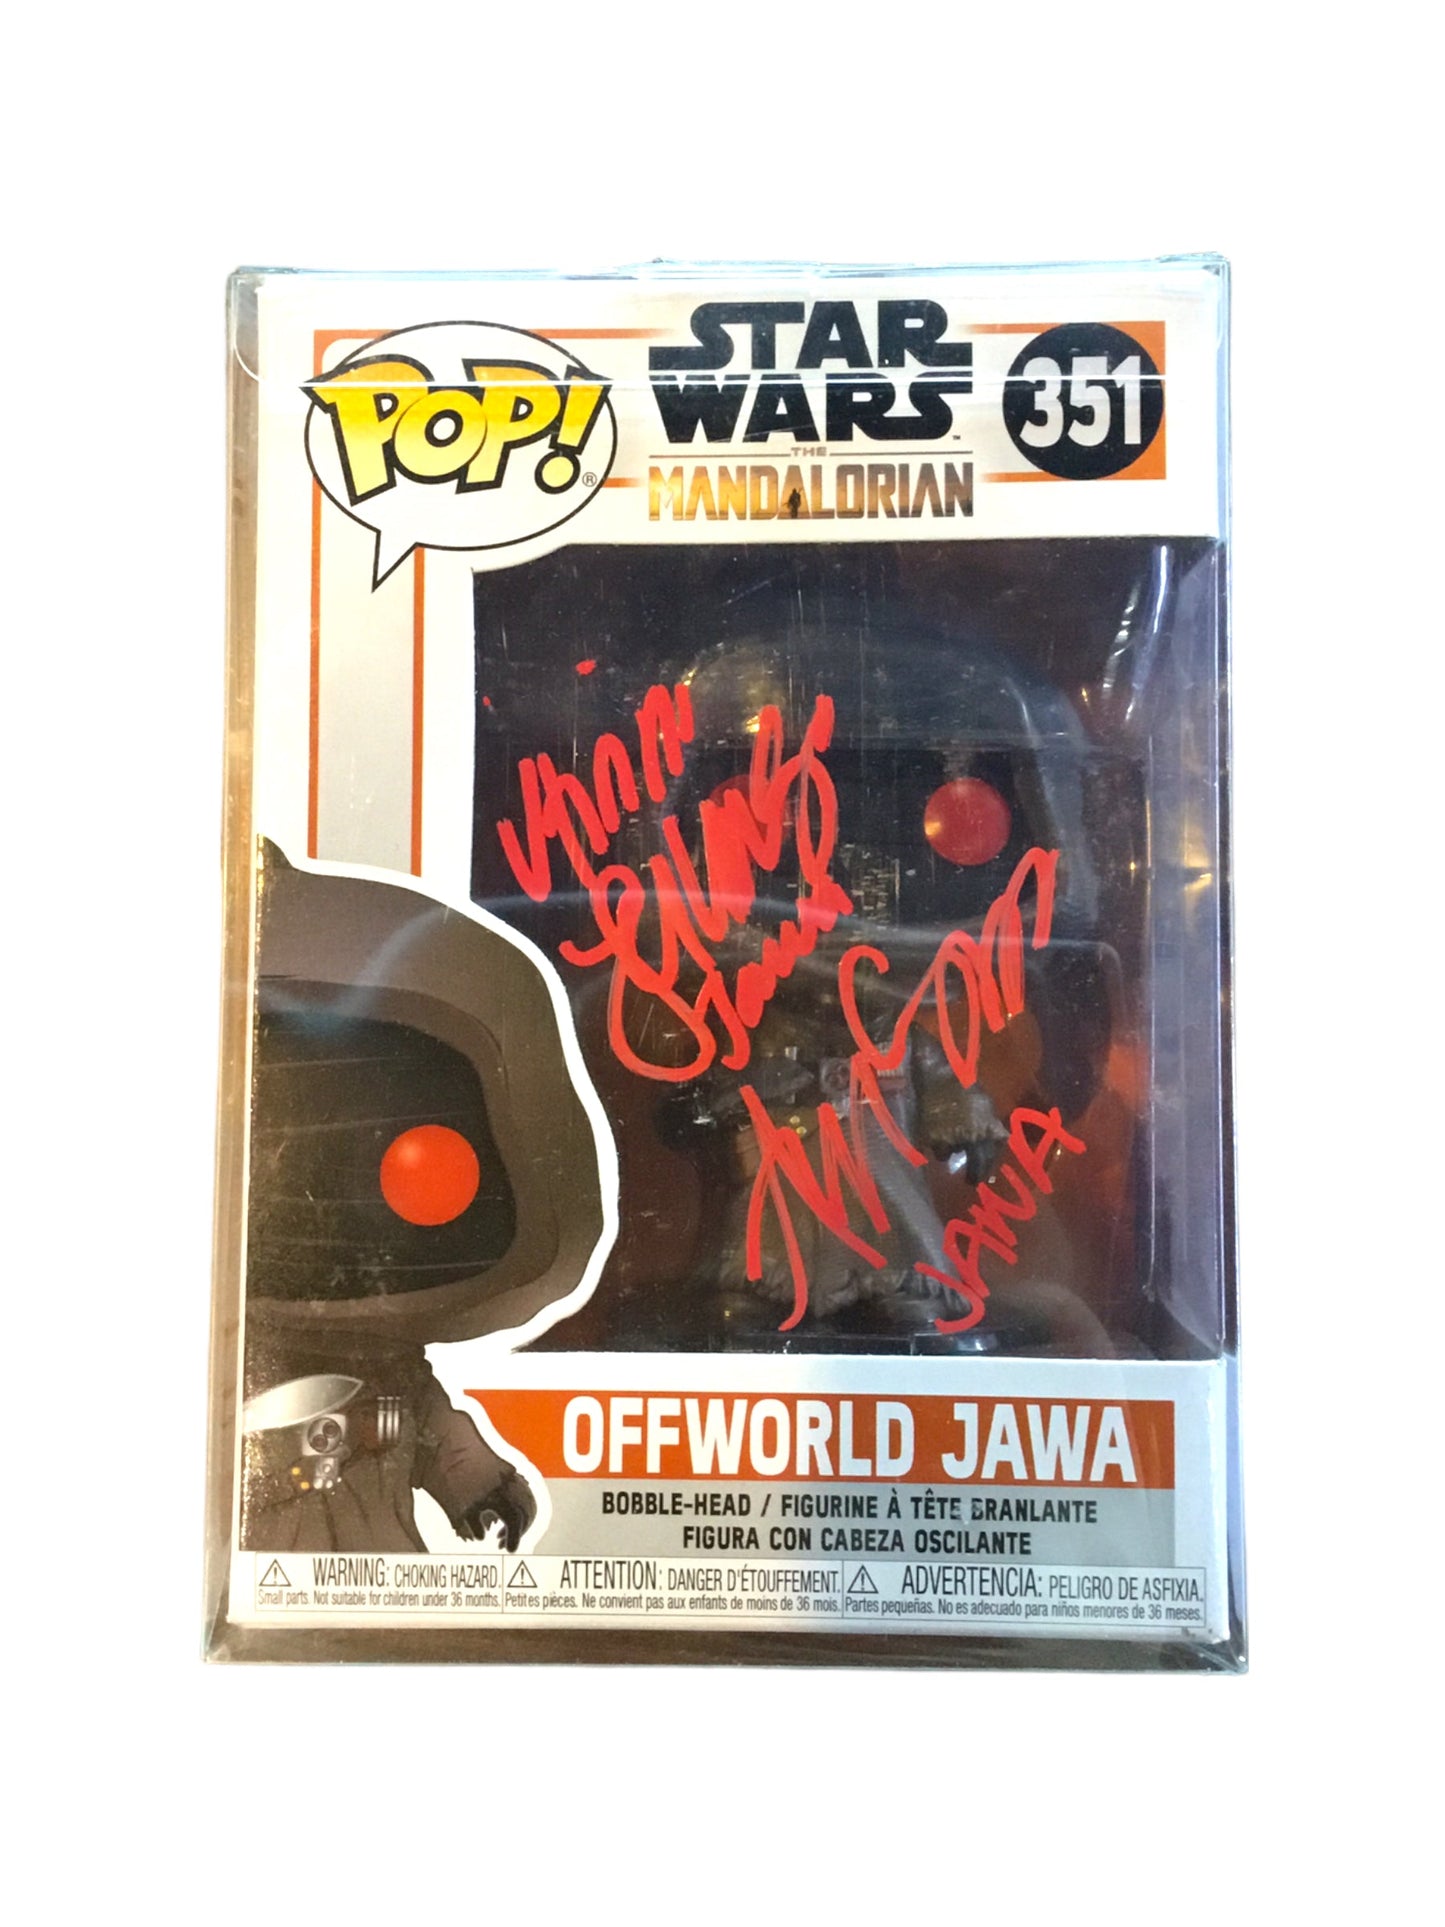 POP!®
STAR
WARS™
THE
MANDALORIAN
351
Jawa
JAWA
OFFWORLD JAWA
BOBBLE-HEAD / FIGURINE À TÊTE BRANLANTE
FIGURA CON CABEZA OSCILANTE
WARNING: CHOKING HAZARD.
Small parts. Not suitable for children under 36 months.
ATTENTION: DANGER D'ÉTOUFFEMENT.
Petites pièces. Ne convient pas aux enfants de moins de 36 mois.
ADVERTENCIA: PELIGRO DE ASFIXIA.
Partes pequeñas. No es adecuado para niños menores de 36 meses.